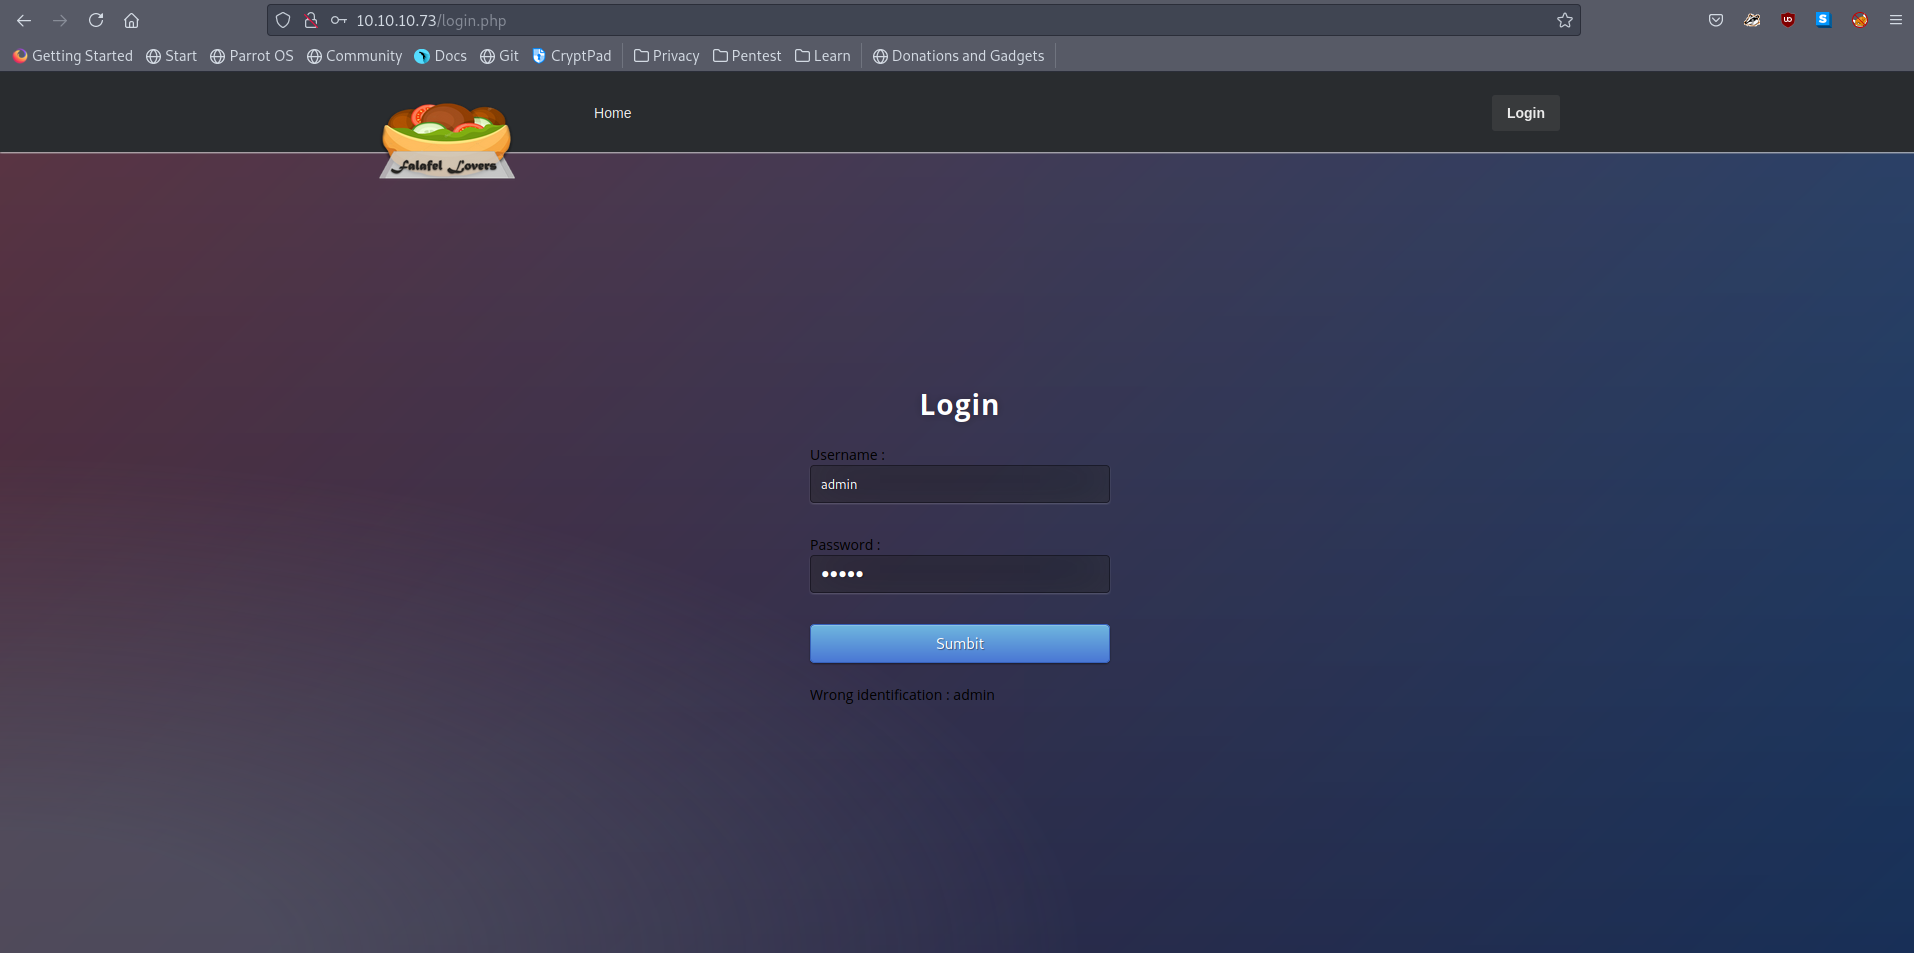 10.10.10.73/login.php
Getting Started Start Parrot OS Community Docs Git CryptPad Privacy Pentest Learn Donations and Gadgets
Home Login
Falafel Lovers
Login
Username :
admin
Password :
•••••
Sumbit
Wrong identification : admin